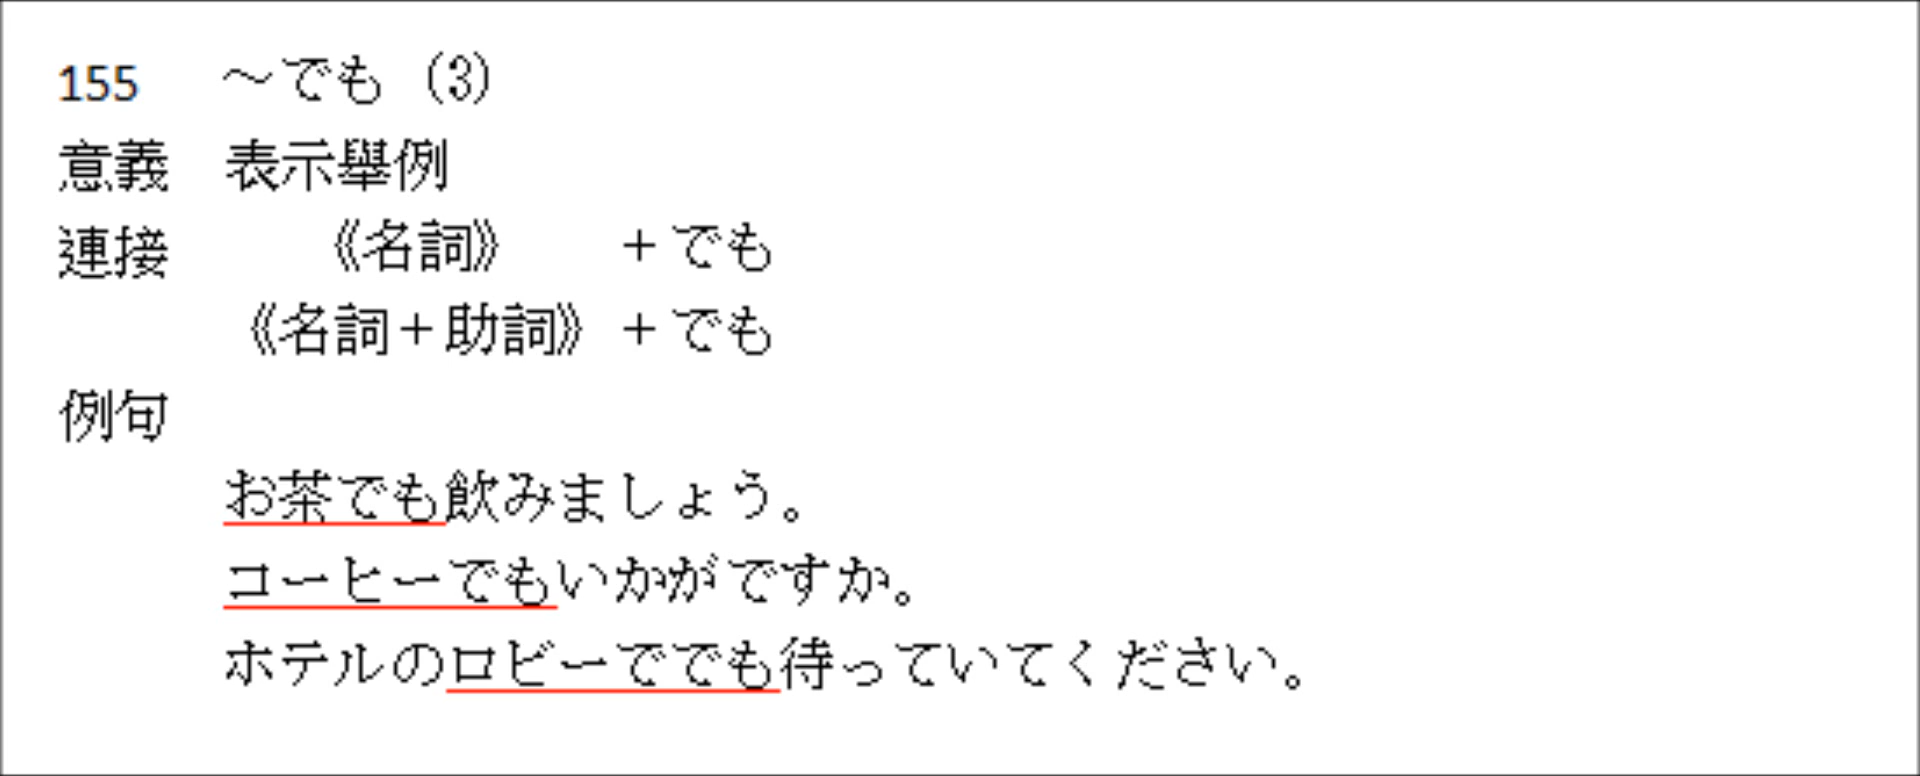 155 ～でも (3)
意義 表示舉例
連接 《名詞》 ＋でも
《名詞＋助詞》 ＋でも
例句
お茶でも飲みましょう。
コーヒーでもいかがですか。
ホテルのロビーででも待っていてください。